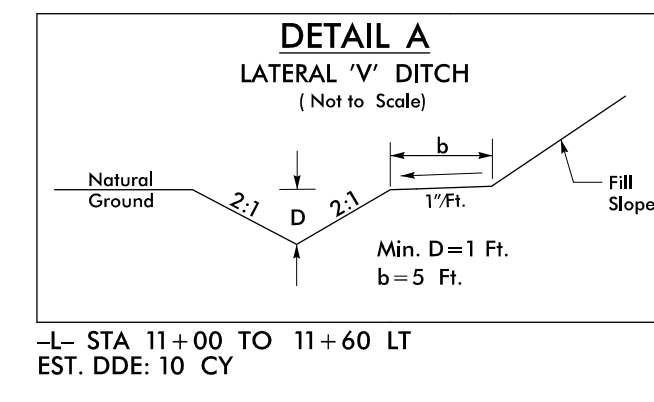 DETAIL A
LATERAL 'V' DITCH
( Not to Scale)
b
Natural
Ground
2:1
D
2:1
1"/Ft.
Fill
Slope
Min. D=1 Ft.
b=5 Ft.
-L- STA 11+00 TO 11+60 LT
EST. DDE: 10 CY